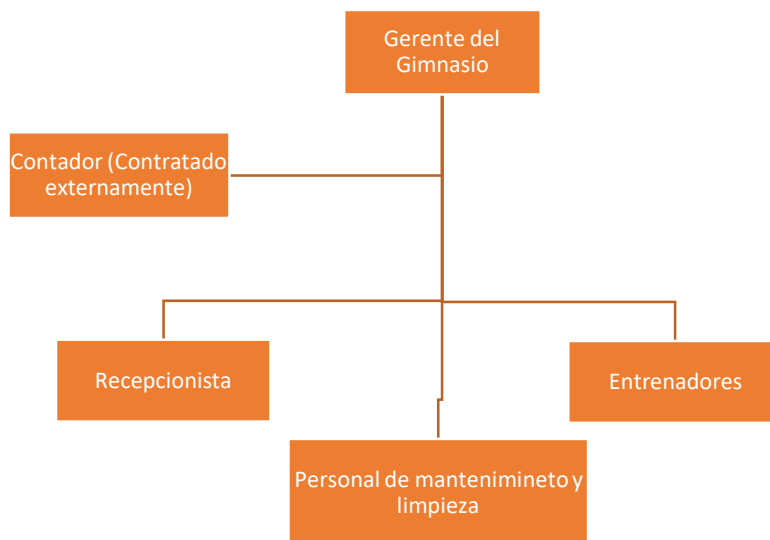 Gerente del
Gimnasio
Contador (Contratado
externamente)
Recepcionista
Entrenadores
Personal de mantenimineto y
limpieza